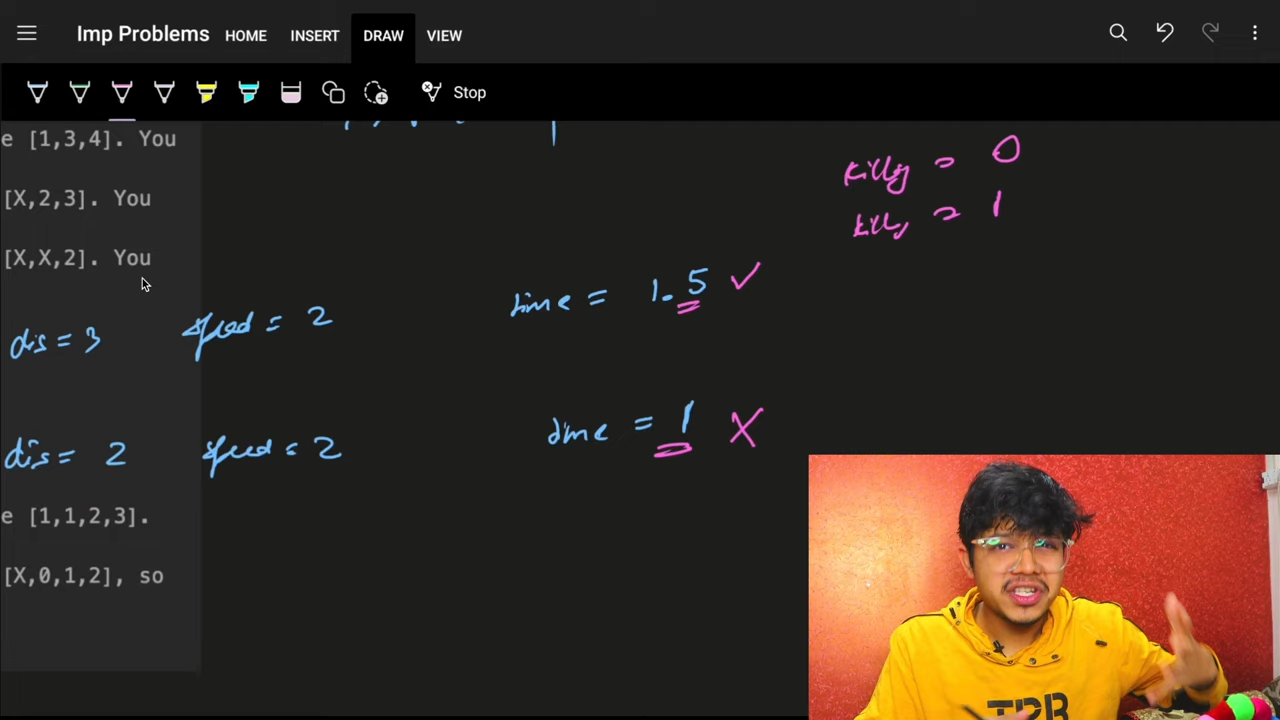 Imp Problems HOME INSERT DRAW VIEW
Stop
e [1,3,4]. You
[X,2,3]. You
[X,X,2]. You
killing = 0
kill = 1
dis = 3 speed = 2 time = 1.5 ✓
dis = 2 speed = 2 time = 1 X
e [1,1,2,3].
[X,0,1,2], so